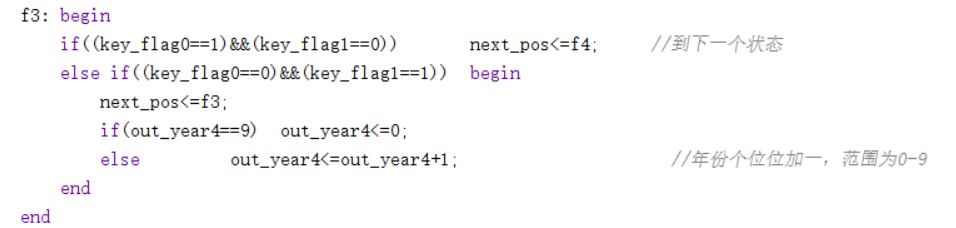 f3: begin
if((key_flag0==1)&&(key_flag1==0)) next_pos<=f4; //到下一个状态
else if((key_flag0==0)&&(key_flag1==1)) begin
next_pos<=f3;
if(out_year4==9) out_year4<=0;
else out_year4<=out_year4+1; //年份个位位加一，范围为0-9
end
end